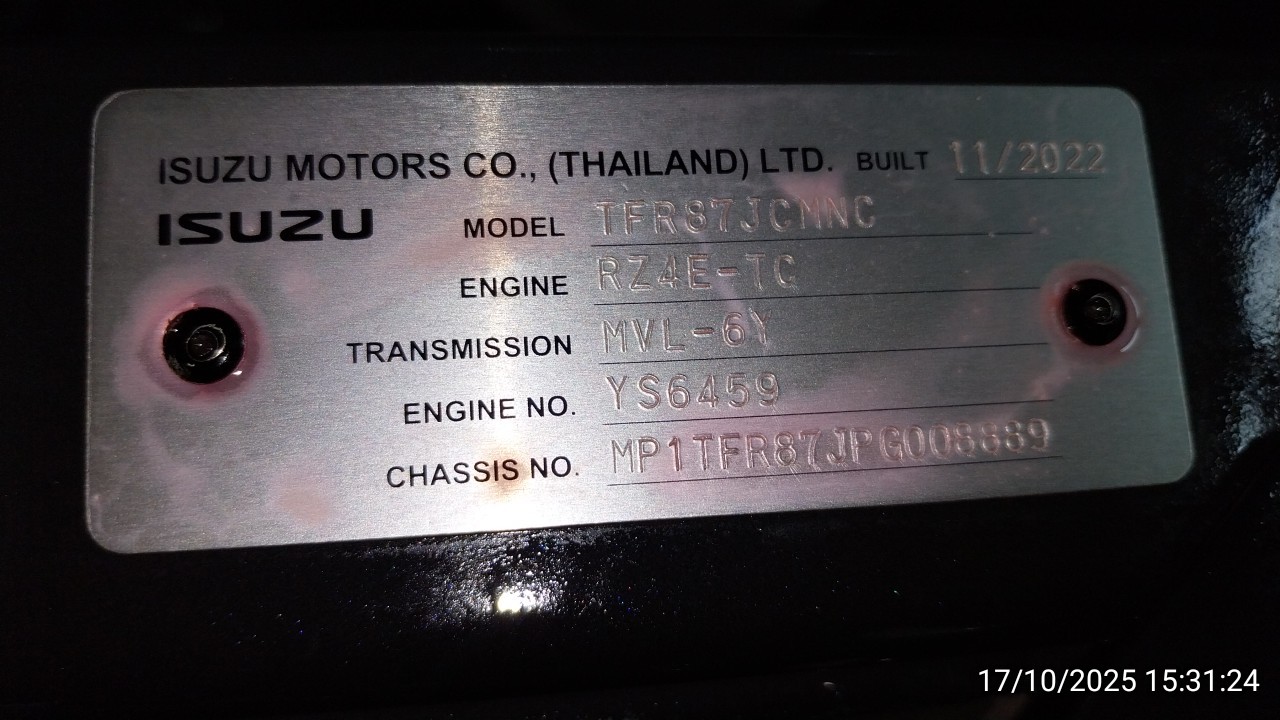 ISUZU MOTORS CO., (THAILAND) LTD. BUILT 11/2022
ISUZU MODEL TFR87JCMNC
ENGINE RZ4E-TC
TRANSMISSION MVL-6Y
ENGINE NO. YS6459
CHASSIS NO. MP1TFR87JPG008889
17/10/2025 15:31:24